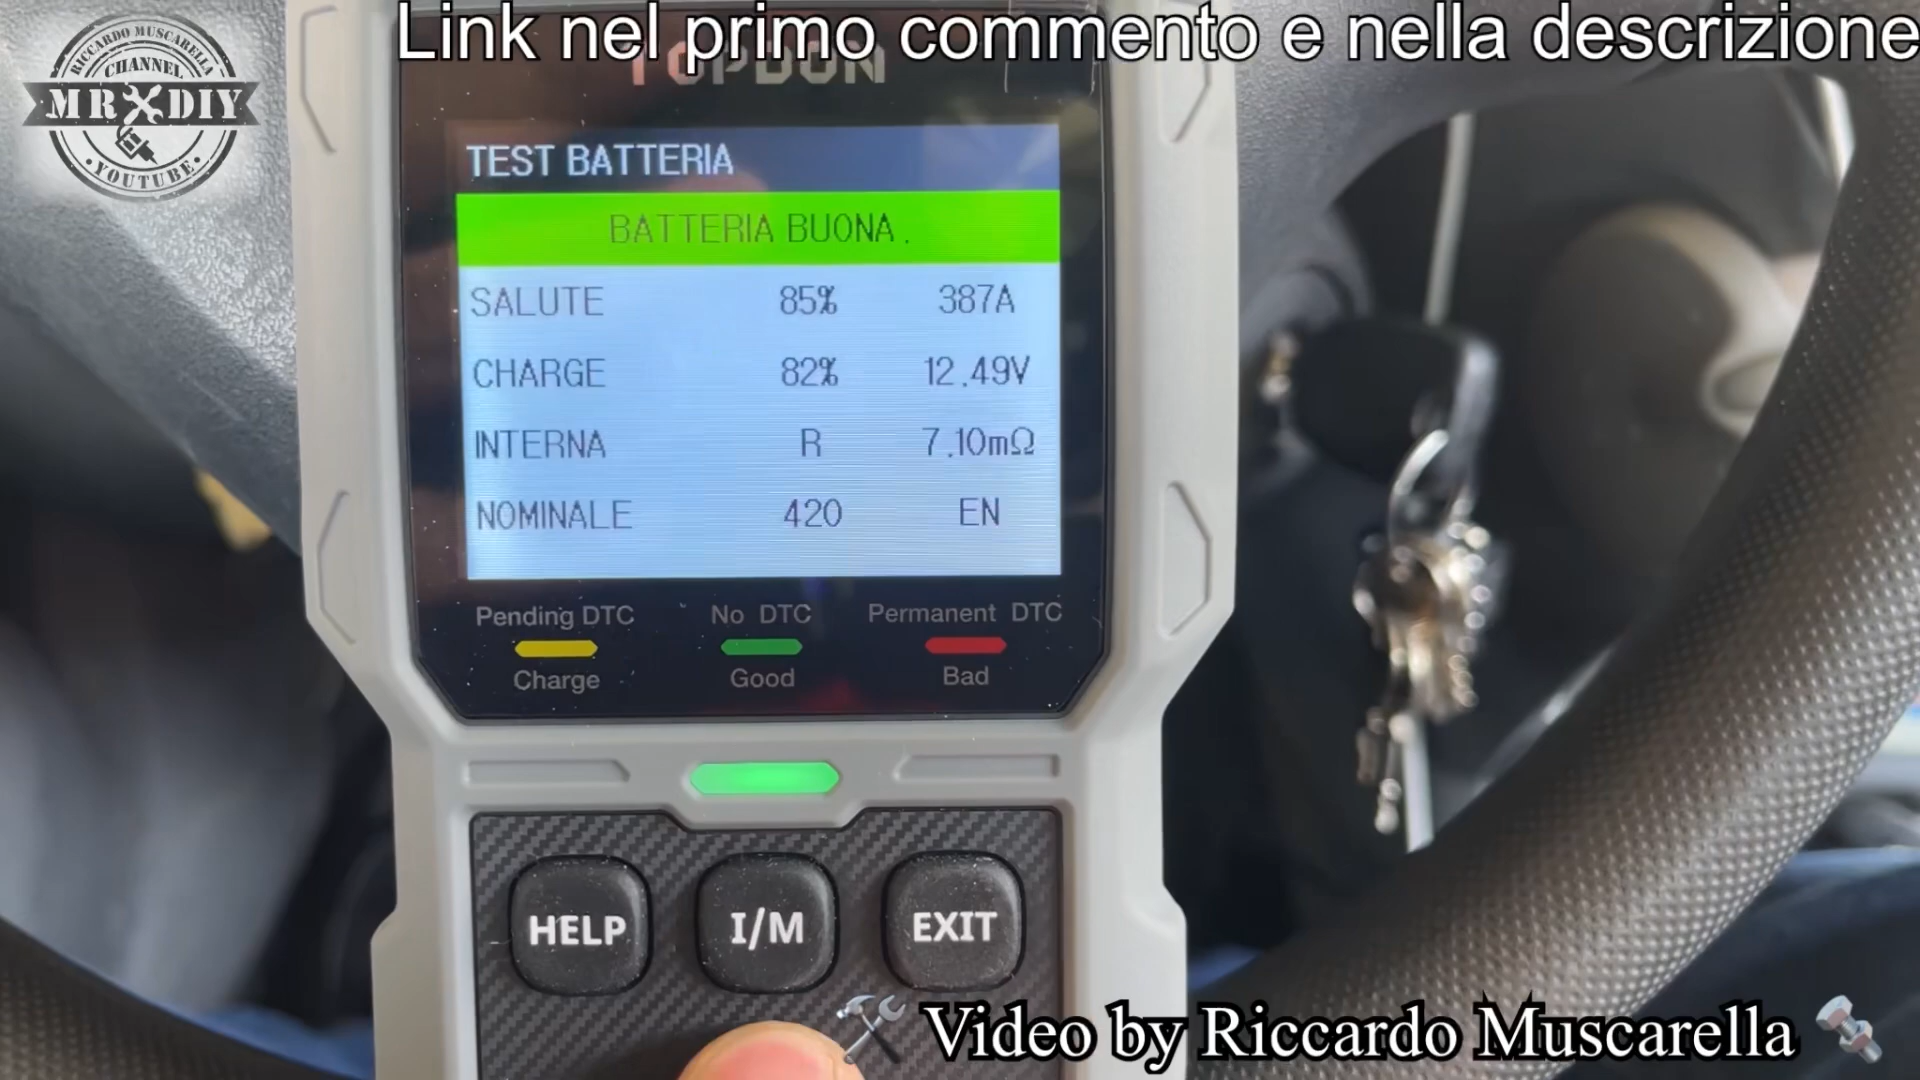 Link nel primo commento e nella descrizione
RICCARDO MUSCARELLA
CHANNEL
MR DIY
YOUTUBE
TOPDON
TEST BATTERIA
BATTERIA BUONA.
SALUTE 85% 387A
CHARGE 82% 12.49V
INTERNA R 7.10mΩ
NOMINALE 420 EN
Pending DTC No DTC Permanent DTC
Charge Good Bad
HELP I/M EXIT
Video by Riccardo Muscarella